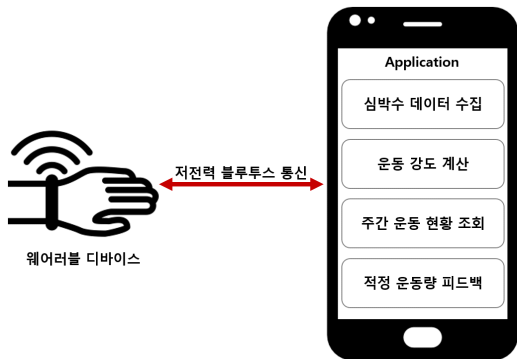 Application
심박수 데이터 수집
운동 강도 계산
저전력 블루투스 통신
주간 운동 현황 조회
웨어러블 디바이스
적정 운동량 피드백